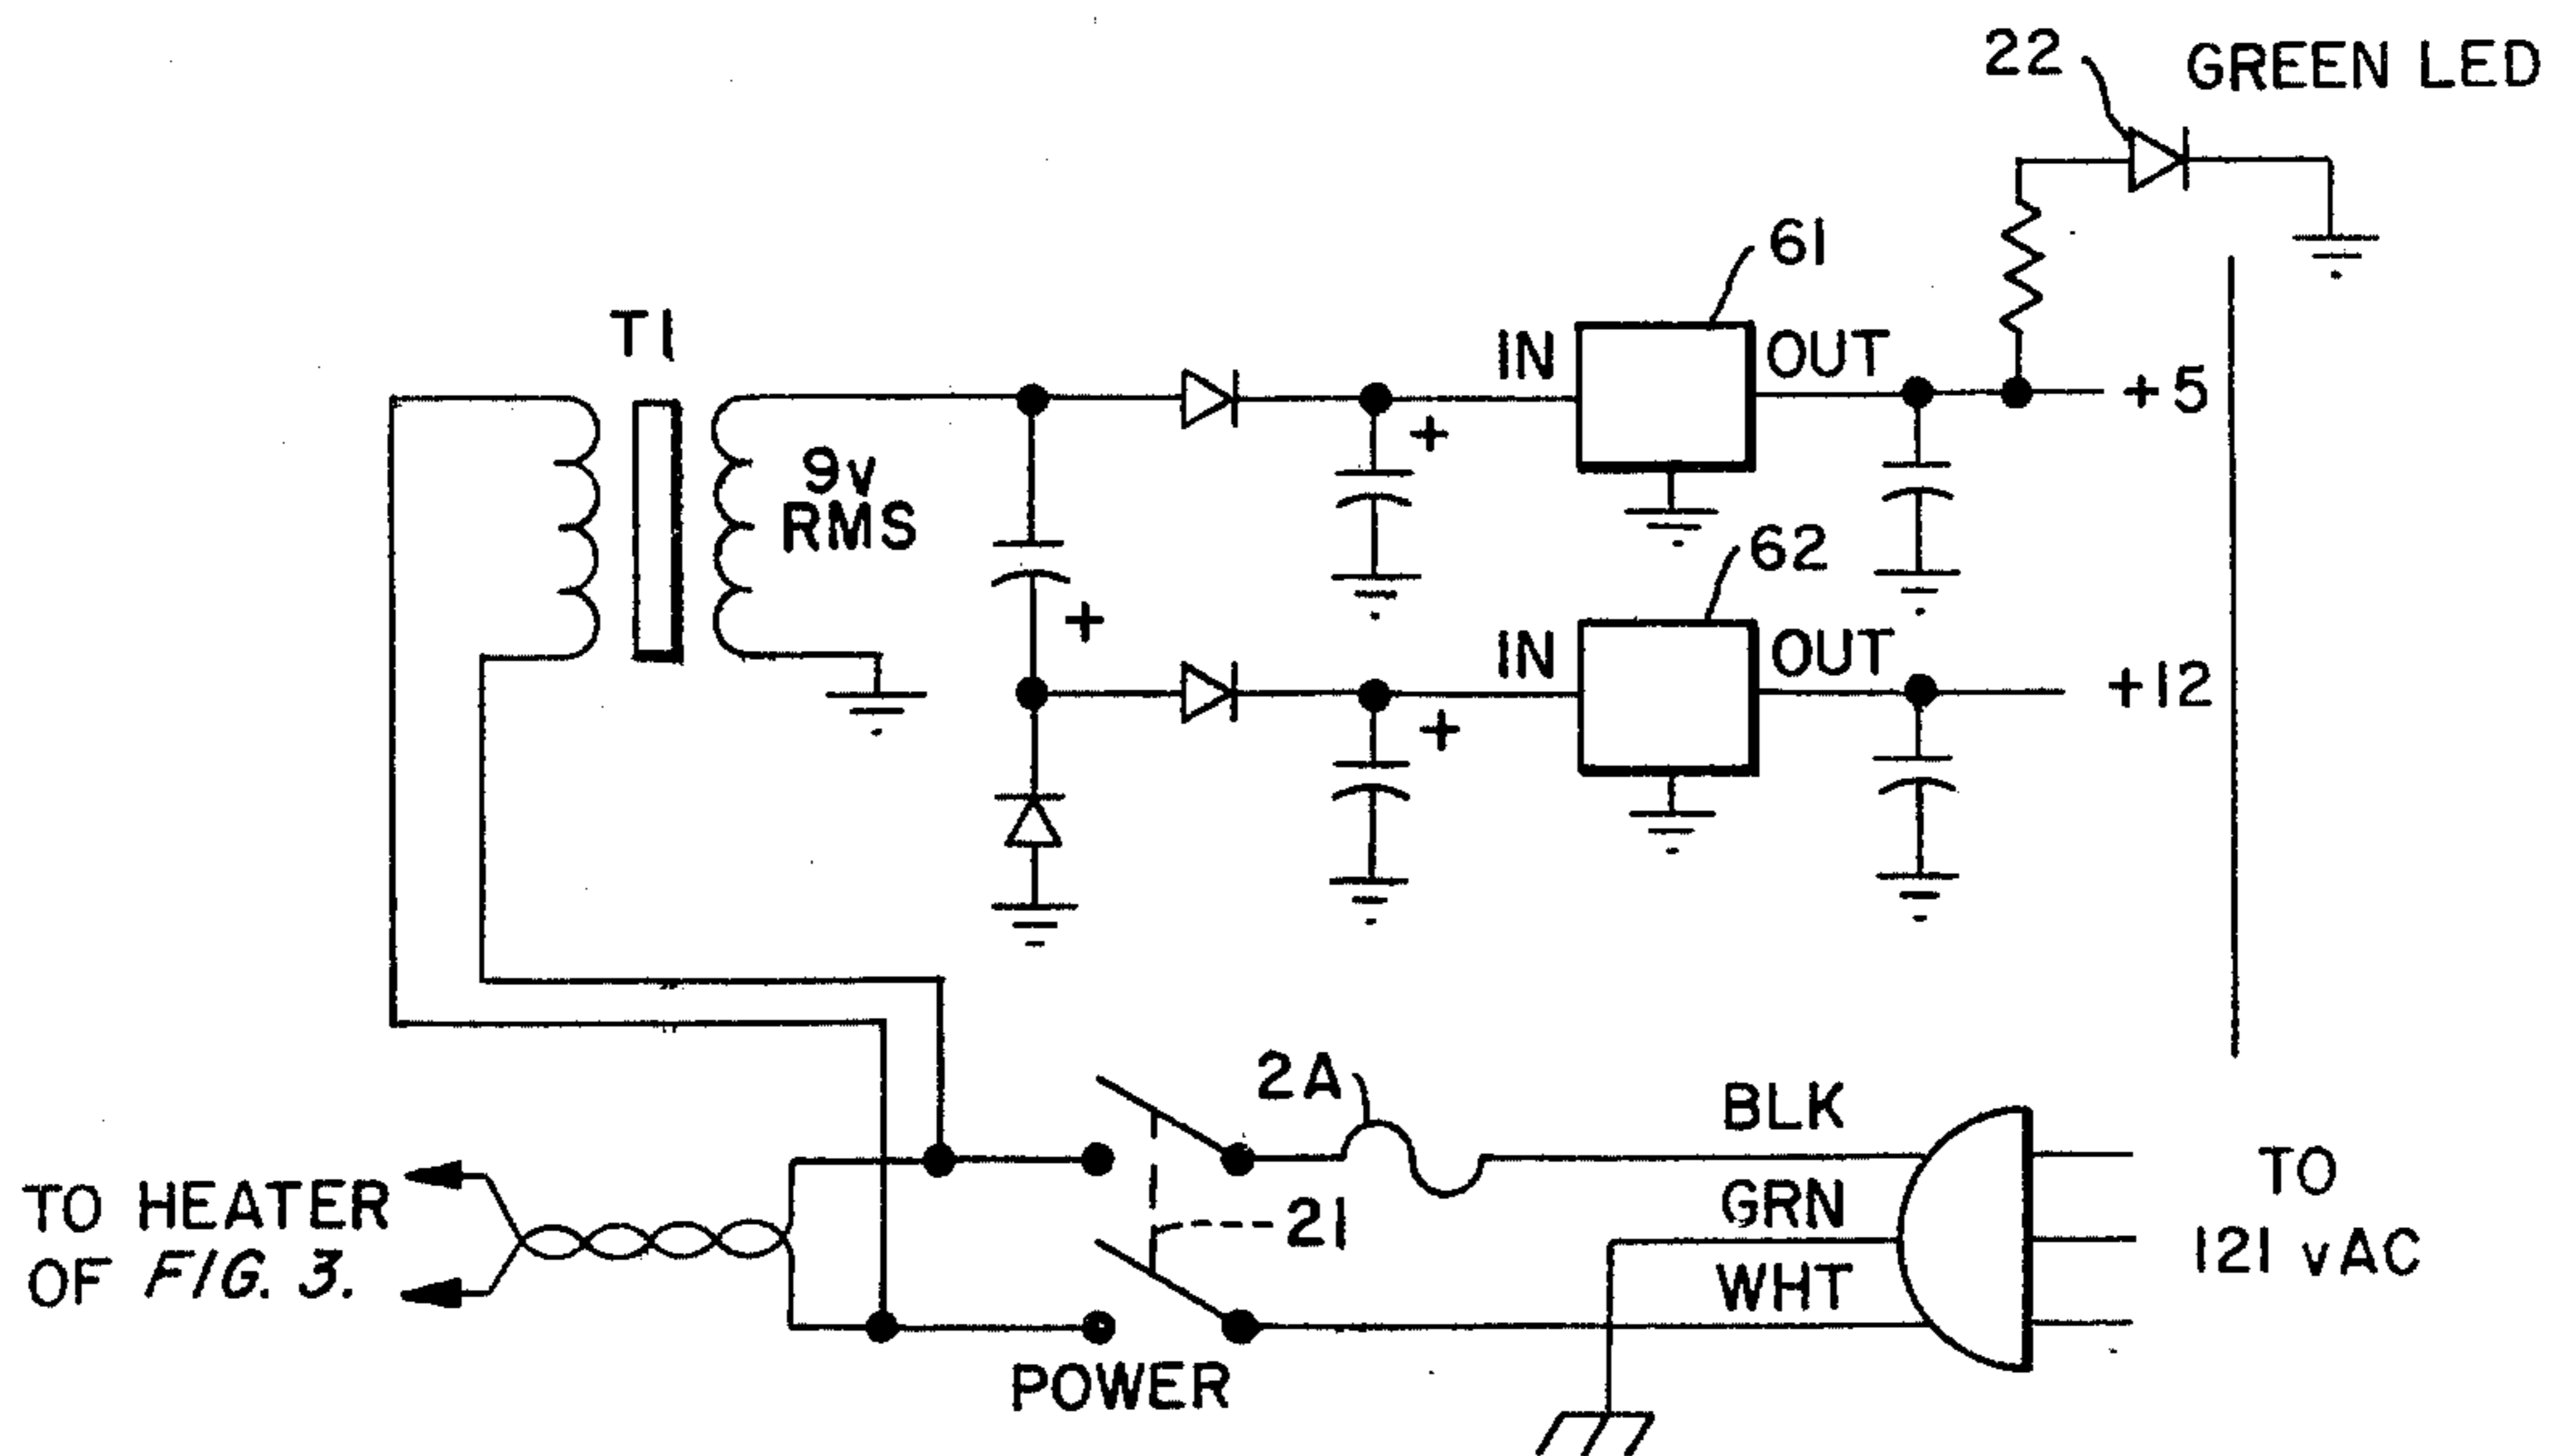 22
GREEN LED
61
T1
IN
OUT
+5
9v
RMS
+
62
+
IN
OUT
+12
+
2A
BLK
TO HEATER
OF FIG. 3.
21
GRN
WHT
TO
121 vAC
POWER